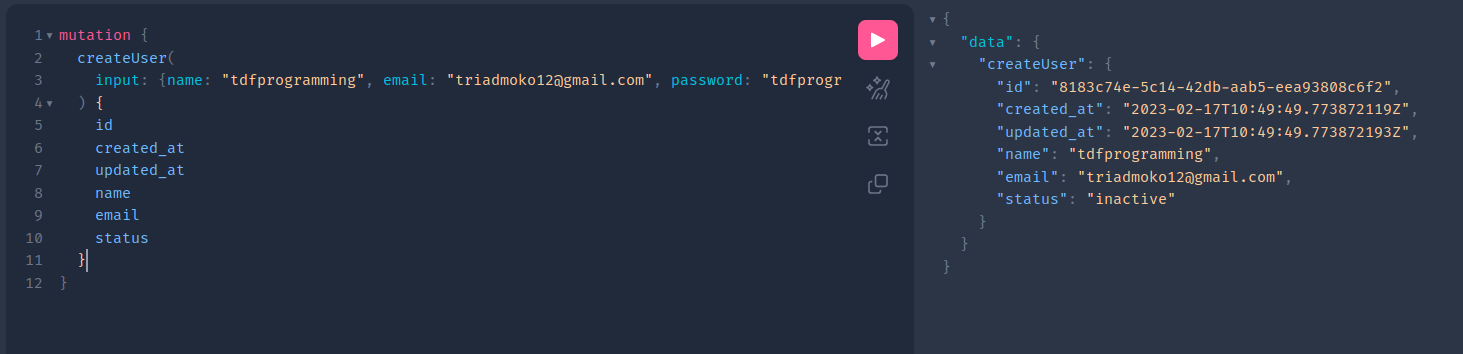 1 mutation {
2 createUser(
3 input: {name: "tdfprogramming", email: "triadmoko12@gmail.com", password: "tdfprogr
4 ) {
5 id
6 created_at
7 updated_at
8 name
9 email
10 status
11 }
12 }
{
"data": {
"createUser": {
"id": "8183c74e-5c14-42db-aab5-eea93808c6f2",
"created_at": "2023-02-17T10:49:49.773872119Z",
"updated_at": "2023-02-17T10:49:49.773872193Z",
"name": "tdfprogramming",
"email": "triadmoko12@gmail.com",
"status": "inactive"
}
}
}